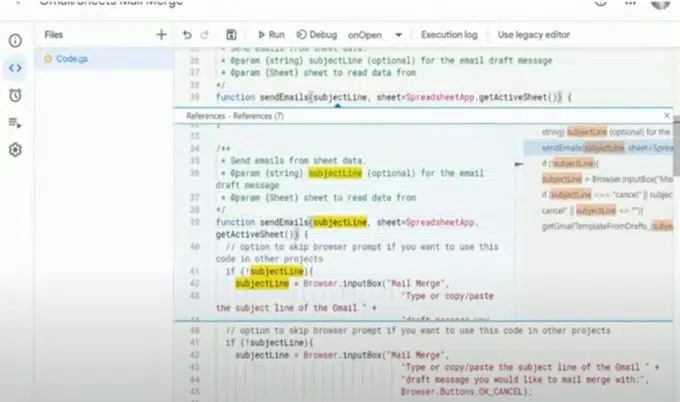 Gmail/Sheets Mail Merge
Files
Code.gs
Run
Debug
onOpen
Execution log
Use legacy editor
35 * Send emails from sheet data.
36 * @param {string} subjectLine (optional) for the email draft message
37 * @param {Sheet} sheet to read data from
38 */
39 function sendEmails(subjectLine, sheet=SpreadsheetApp.getActiveSheet()) {
References - References (7)
32 }
33
34 /**
35 * Send emails from sheet data.
36 * @param {string} subjectLine (optional) for the email
draft message
37 * @param {Sheet} sheet to read data from
38 */
39 function sendEmails(subjectLine, sheet=SpreadsheetApp.
getActiveSheet()) {
40 // option to skip browser prompt if you want to use this
code in other projects
41 if (!subjectLine){
42 subjectLine = Browser.inputBox("Mail Merge",
43 "Type or copy/paste
the subject line of the Gmail " +
44 "draft message you
string} subjectLine (optional) for the
sendEmails(subjectLine, sheet=Sprea
if (!subjectLine){
subjectLine = Browser.inputBox("Mai
if (subjectLine === "cancel" || subject
cancel" || subjectLine == ""){
getGmailTemplateFromDrafts_(subjec
40 // option to skip browser prompt if you want to use this code in other projects
41 if (!subjectLine){
42 subjectLine = Browser.inputBox("Mail Merge",
43 "Type or copy/paste the subject line of the Gmail " +
44 "draft message you would like to mail merge with:",
45 Browser.Buttons.OK_CANCEL);